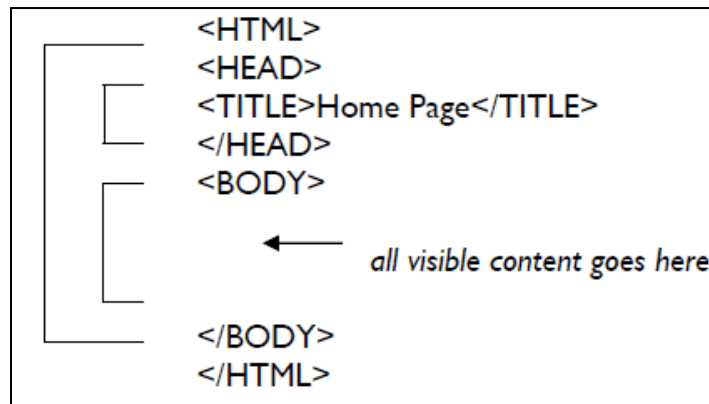 <HTML>
<HEAD>
<TITLE>Home Page</TITLE>
</HEAD>
<BODY>
all visible content goes here
</BODY>
</HTML>